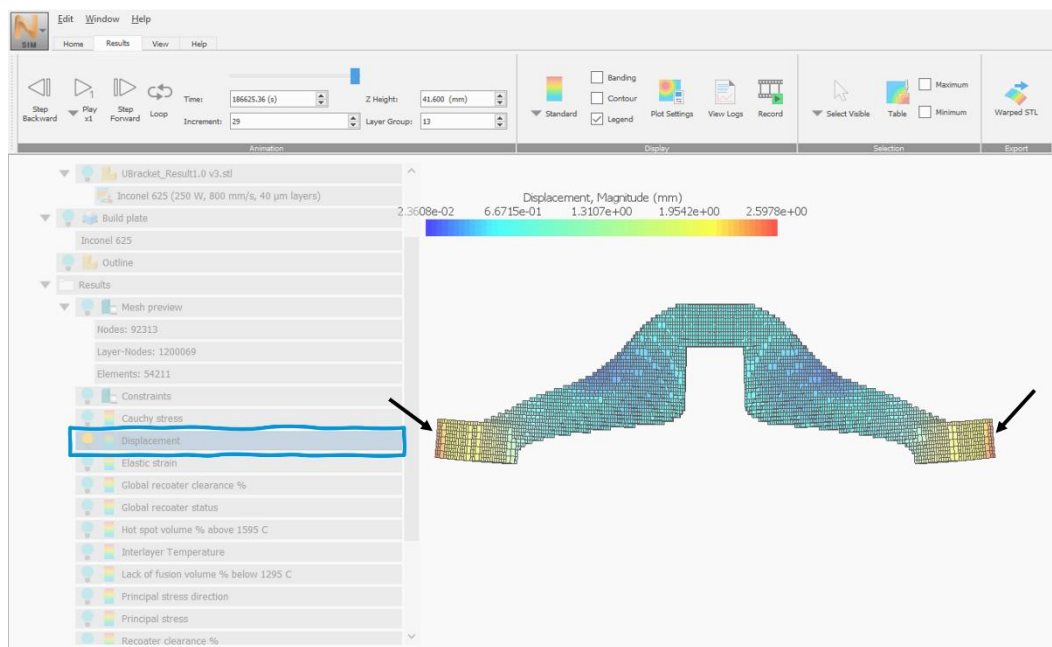 Edit Window Help
SIM
Home Results View Help
Step Backward
Play x1
Step Forward
Loop
Time: 186625.36 (s)
Increment: 29
Z Height: 41.600 (mm)
Layer Group: 13
Animation
Standard
Banding
Contour
Legend
Plot Settings
View Logs
Record
Display
Select Visible
Table
Maximum
Minimum
Selection
Warped STL
Export
UBracket_Result1.0 v3.stl
Inconel 625 (250 W, 800 mm/s, 40 µm layers)
Build plate
Inconel 625
Outline
Results
Mesh preview
Nodes: 92313
Layer-Nodes: 1200069
Elements: 54211
Constraints
Cauchy stress
Displacement
Elastic strain
Global recoater clearance %
Global recoater status
Hot spot volume % above 1595 C
Interlayer Temperature
Lack of fusion volume % below 1295 C
Principal stress direction
Principal stress
Recoater clearance %
Displacement, Magnitude (mm)
2.3608e-02 6.6715e-01 1.3107e+00 1.9542e+00 2.5978e+00